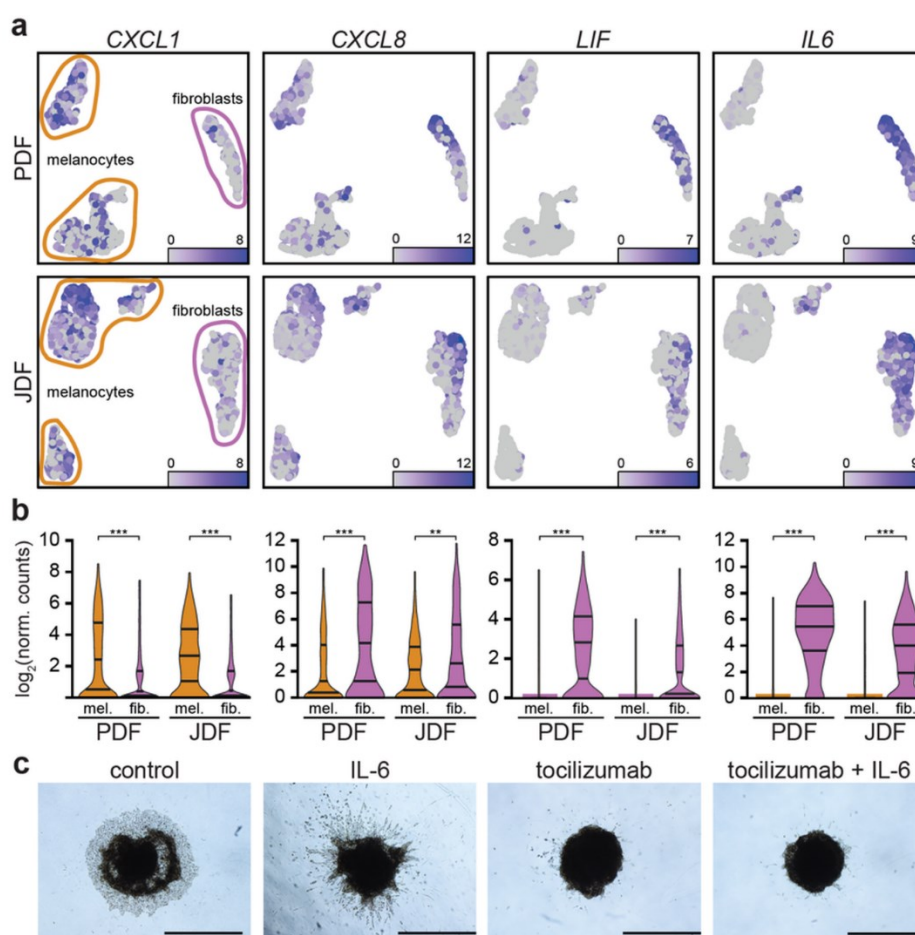 a
CXCL1 CXCL8 LIF IL6
PDF
fibroblasts
melanocytes
0 8 0 12 0 7 0 9
JDF
fibroblasts
melanocytes
0 8 0 12 0 6 0 9
b
log2(norm. counts)
10 8 6 4 2
12 10 8 6 4 2 0
8 6 4 2 0
12 10 8 6 4 2 0
*** *** *** ** *** *** *** ***
mel. fib. mel. fib. mel. fib. mel. fib. mel. fib. mel. fib. mel. fib. mel. fib.
PDF JDF PDF JDF PDF JDF PDF JDF
c
control IL-6 tocilizumab tocilizumab + IL-6